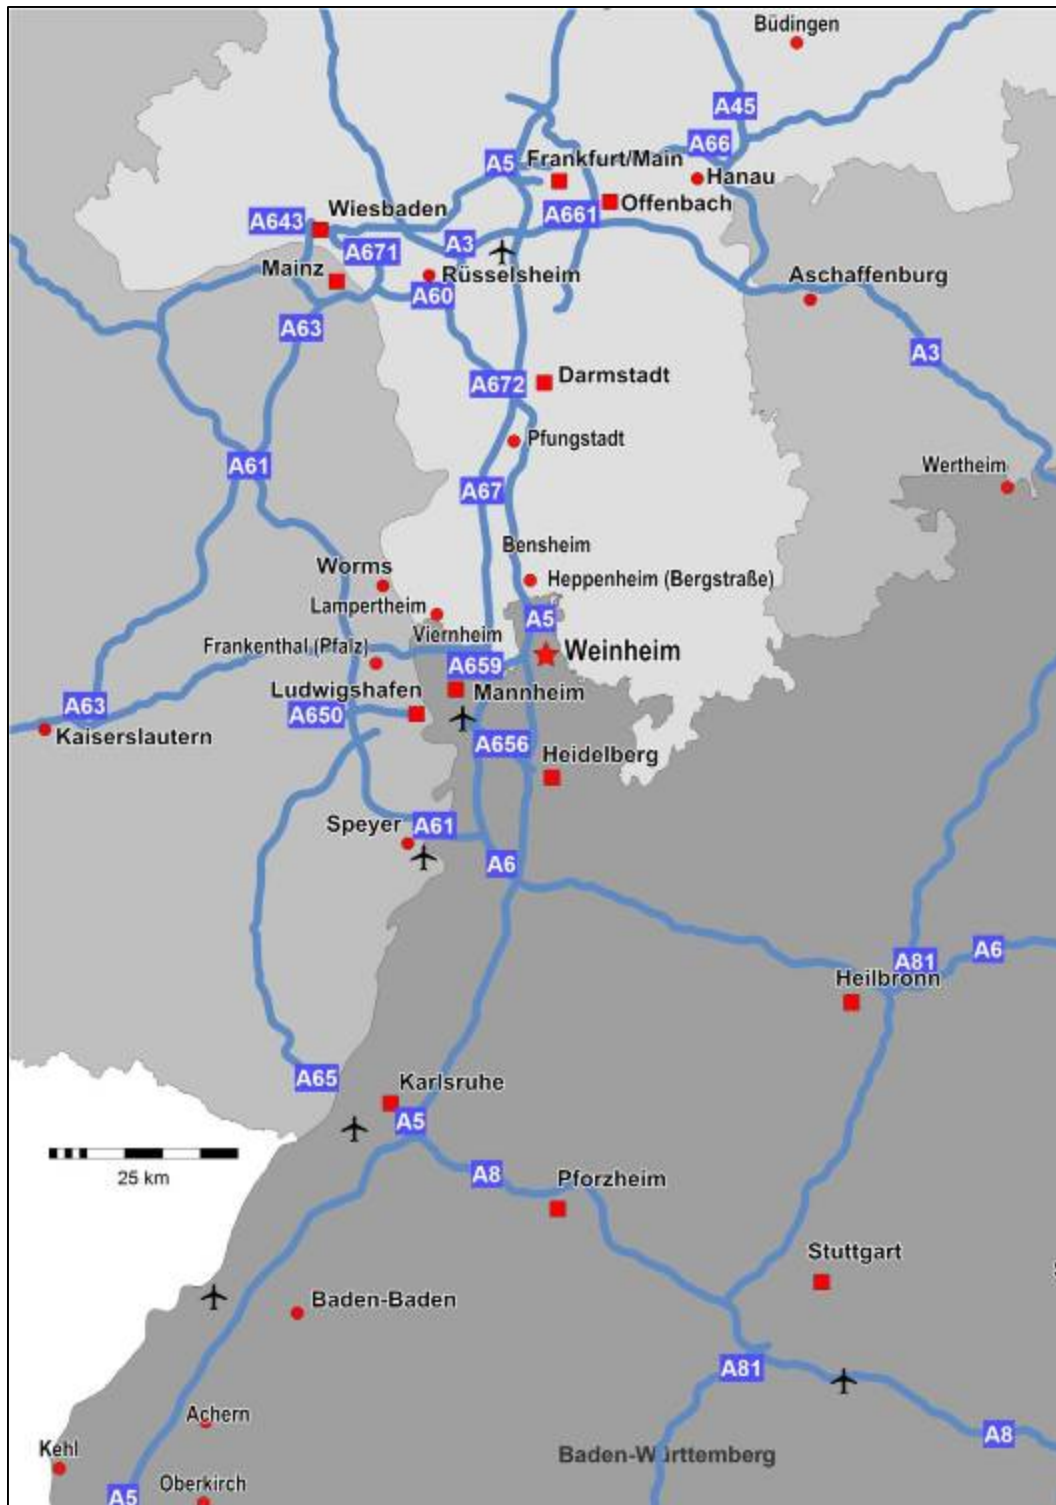 Büdingen
A45
A66
A5
Frankfurt/Main
Hanau
Offenbach
A643
Wiesbaden
A661
A671
A3
Mainz
Rüsselsheim
Aschaffenburg
A60
A63
A3
A672
Darmstadt
Pfungstadt
A61
Wertheim
A67
Bensheim
Worms
Heppenheim (Bergstraße)
Lampertheim
A5
Viernheim
Frankenthal (Pfalz)
Weinheim
A659
Ludwigshafen
Mannheim
A63
A650
Kaiserslautern
A656
Heidelberg
Speyer
A61
A6
A6
A81
Heilbronn
A65
Karlsruhe
A5
25 km
A8
Pforzheim
Stuttgart
Baden-Baden
A81
Achern
A8
Kehl
Baden-Württemberg
Oberkirch
A5